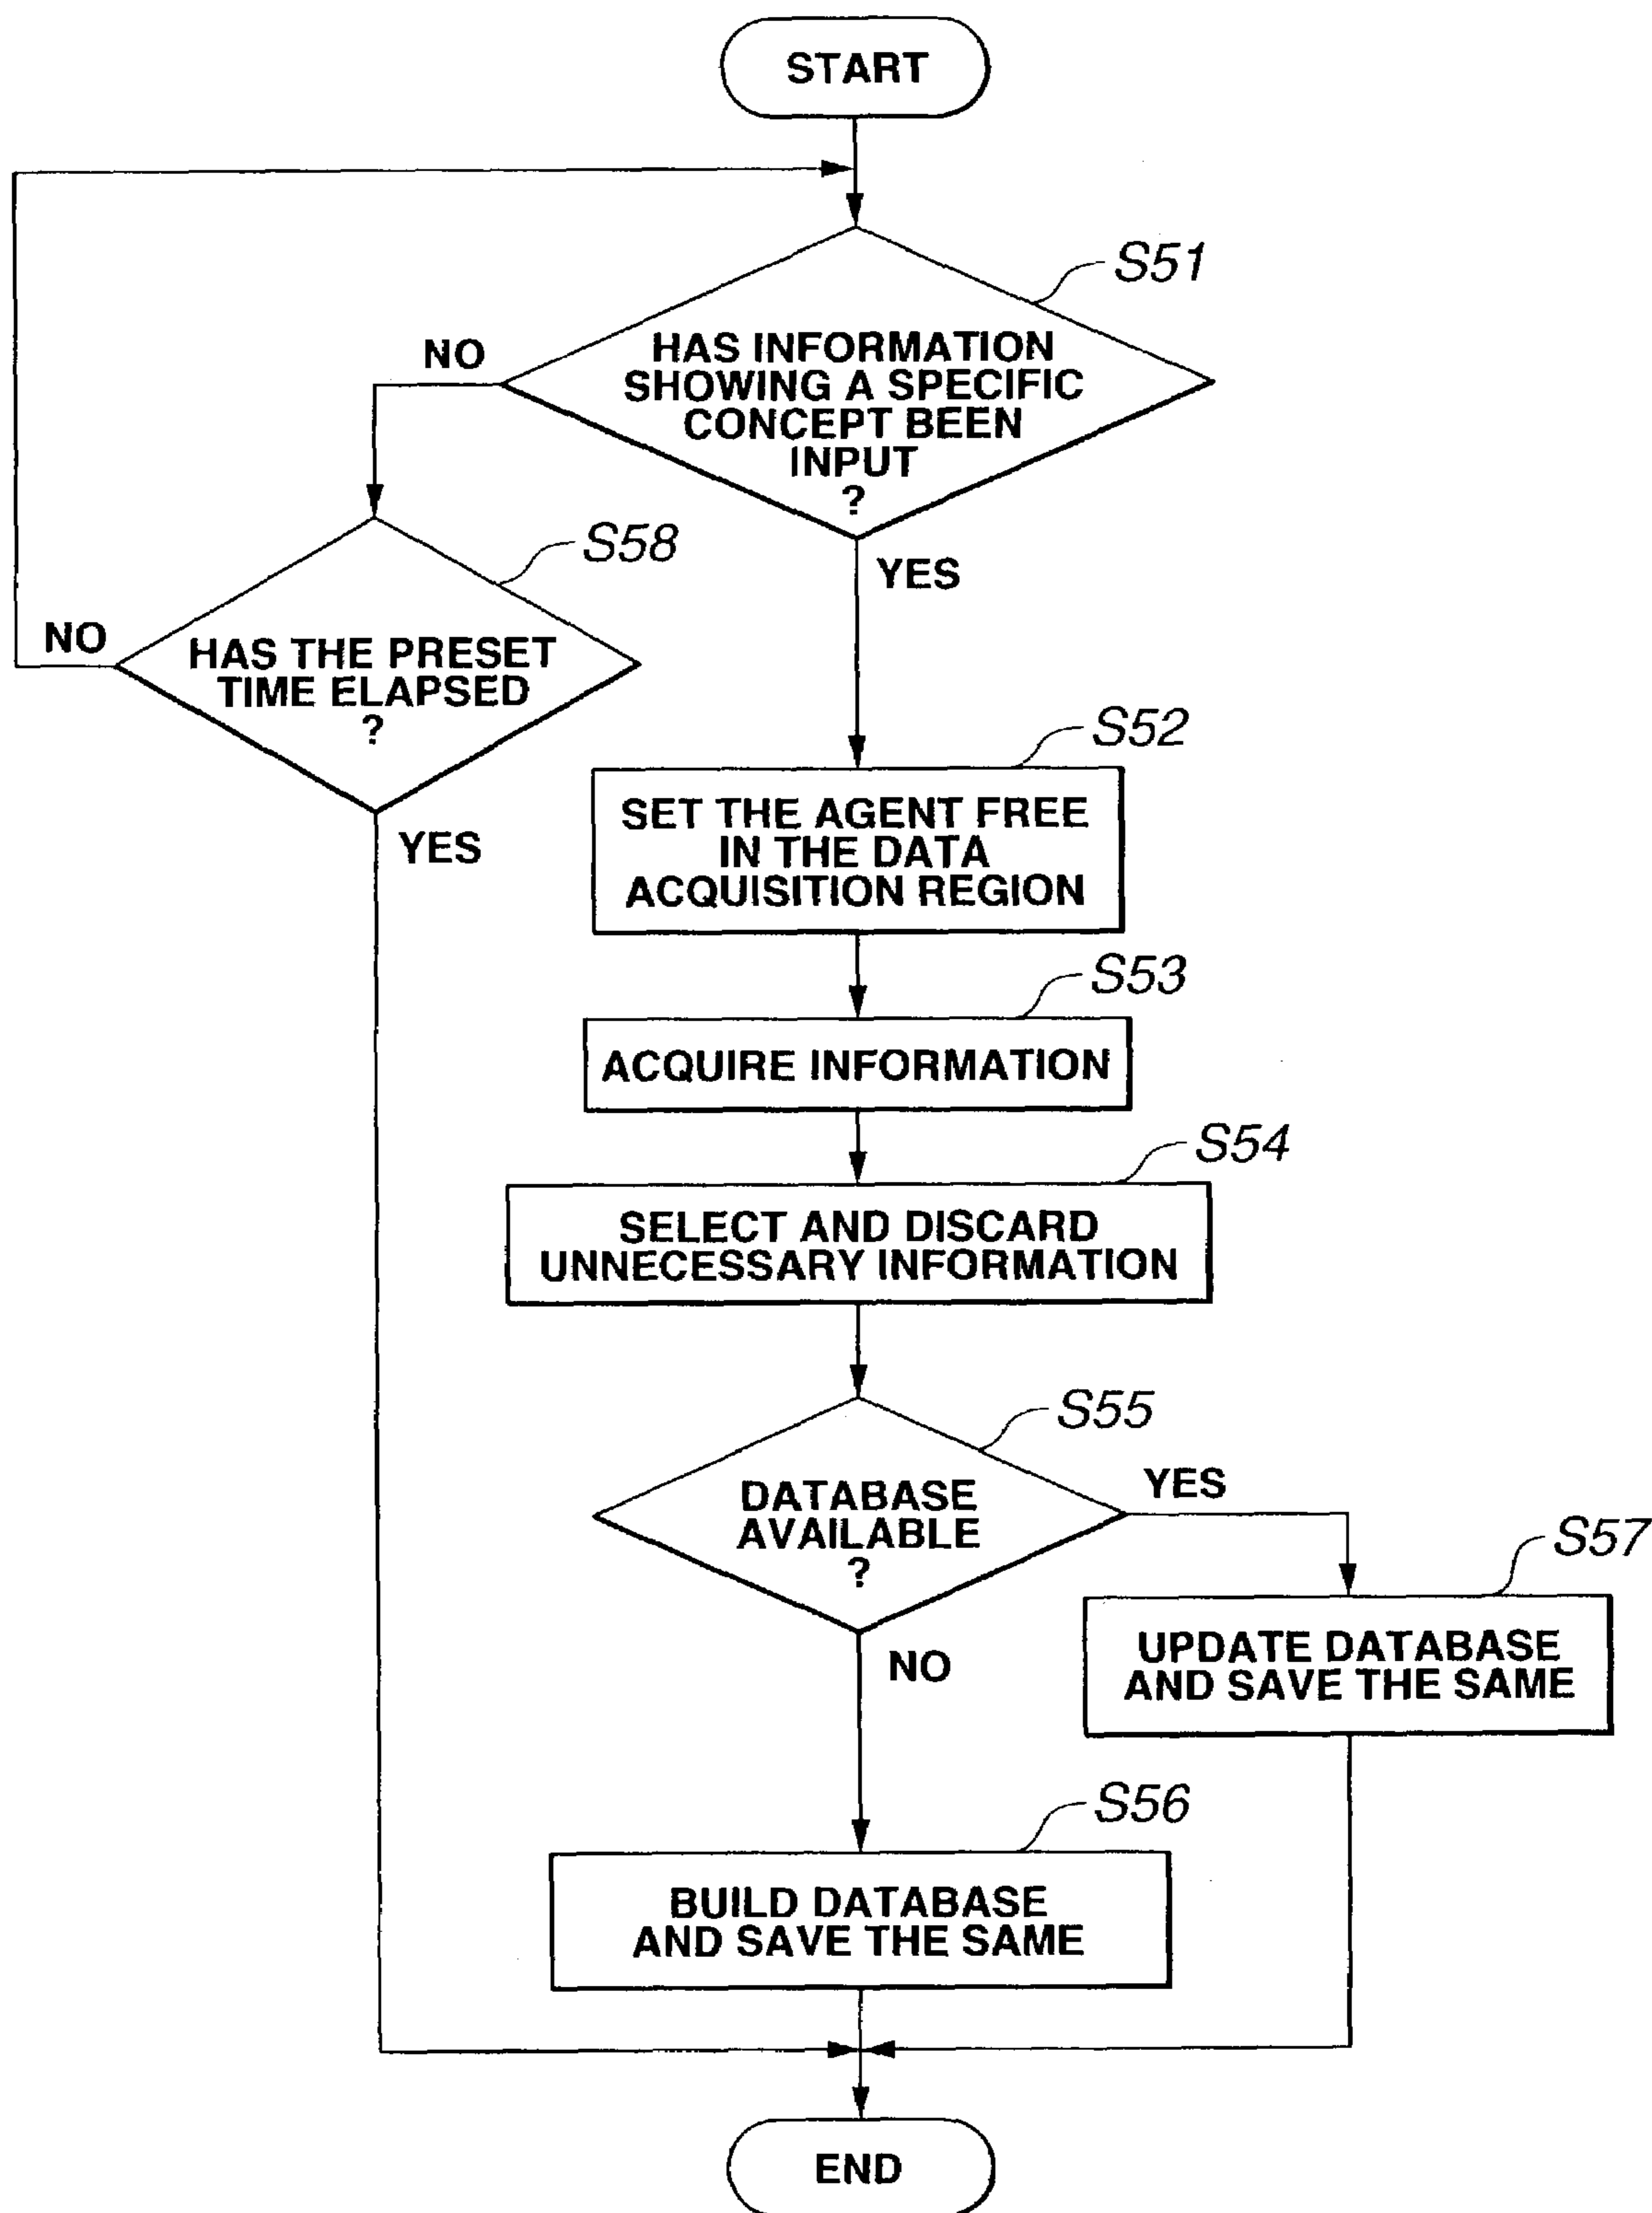 START
S51
HAS INFORMATION
SHOWING A SPECIFIC
CONCEPT BEEN
INPUT
?
NO
YES
S58
HAS THE PRESET
TIME ELAPSED
?
NO
YES
S52
SET THE AGENT FREE
IN THE DATA
ACQUISITION REGION
S53
ACQUIRE INFORMATION
S54
SELECT AND DISCARD
UNNECESSARY INFORMATION
S55
DATABASE
AVAILABLE
?
YES
NO
S57
UPDATE DATABASE
AND SAVE THE SAME
S56
BUILD DATABASE
AND SAVE THE SAME
END